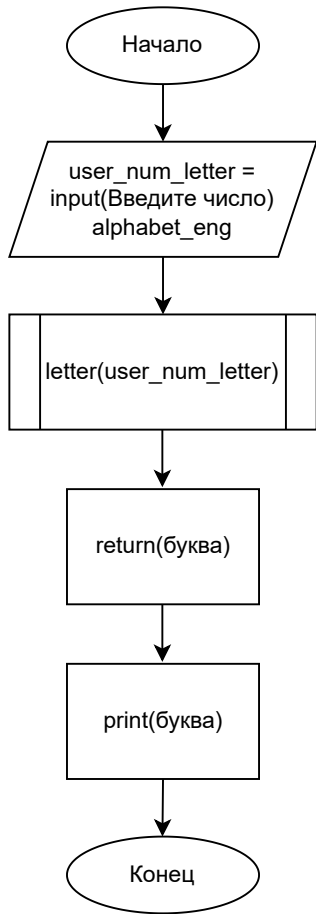 Начало
user_num_letter =
input(Введите число)
alphabet_eng
letter(user_num_letter)
return(буква)
print(буква)
Конец